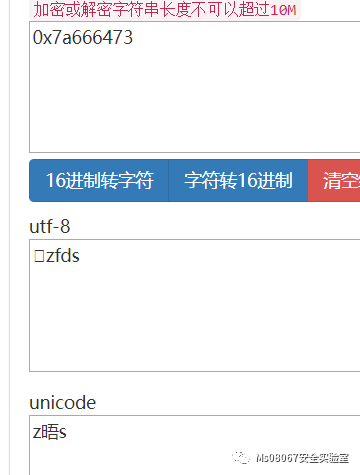 加密或解密字符串长度不可以超过10M
0x7a666473
16进制转字符 字符转16进制 清空
utf-8
zfds
unicode
z晤s
Ms08067安全实验室